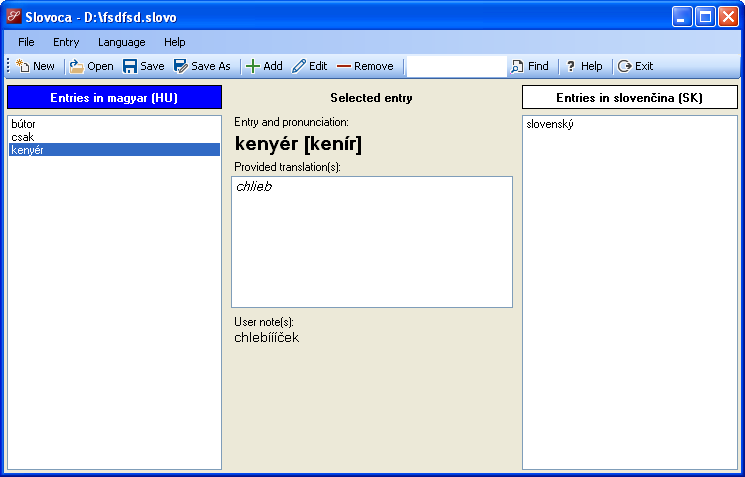 Slovoca - D:\fsdfsd.slovo
File Entry Language Help
New Open Save Save As Add Edit Remove Find Help Exit
Entries in magyar (HU)
bútor
csak
kenyér
Selected entry
Entry and pronunciation:
kenyér [kenír]
Provided translation(s):
chlieb
User note(s):
chlebíííček
Entries in slovenčina (SK)
slovenský